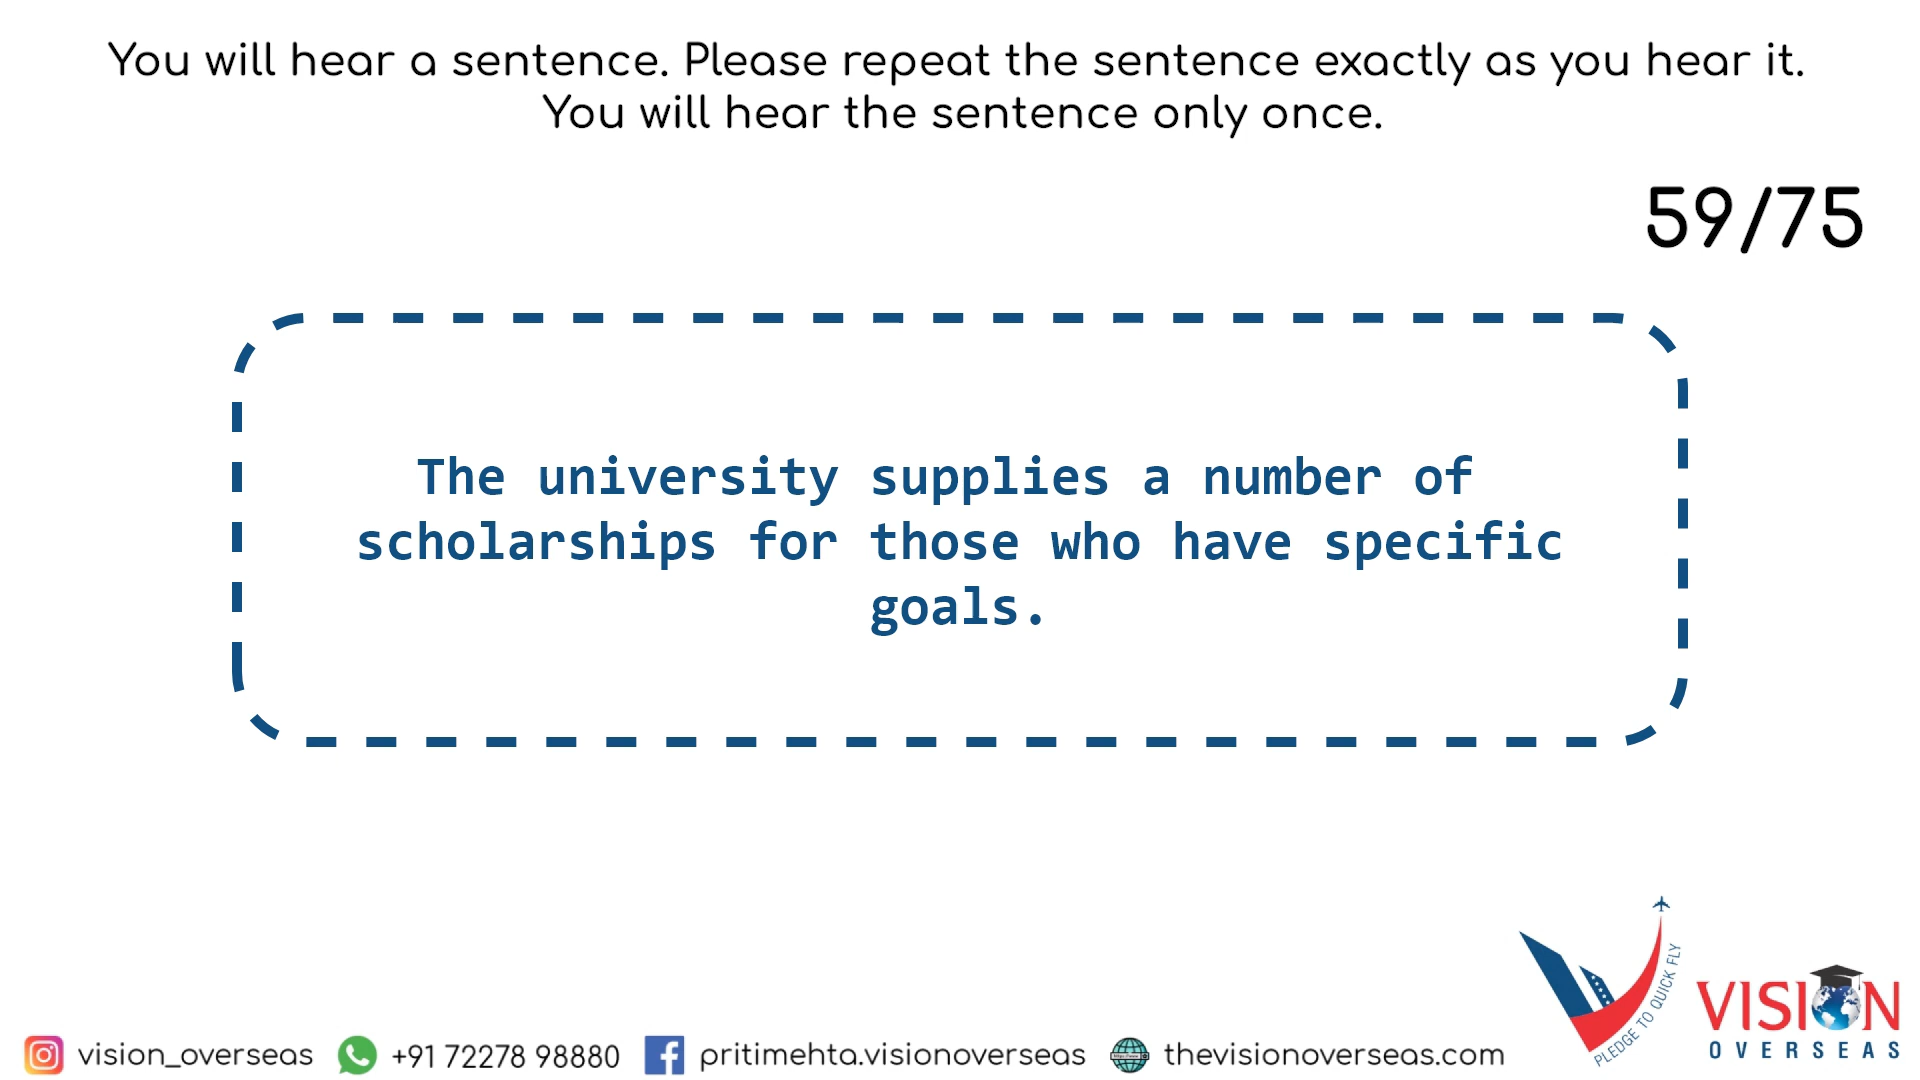 You will hear a sentence. Please repeat the sentence exactly as you hear it.
You will hear the sentence only once.
59/75
The university supplies a number of
scholarships for those who have specific
goals.
PLEDGE TO QUICK FLY
VISION
OVERSEAS
vision_overseas
+91 72278 98880
pritimehta.visionoverseas
thevisionoverseas.com